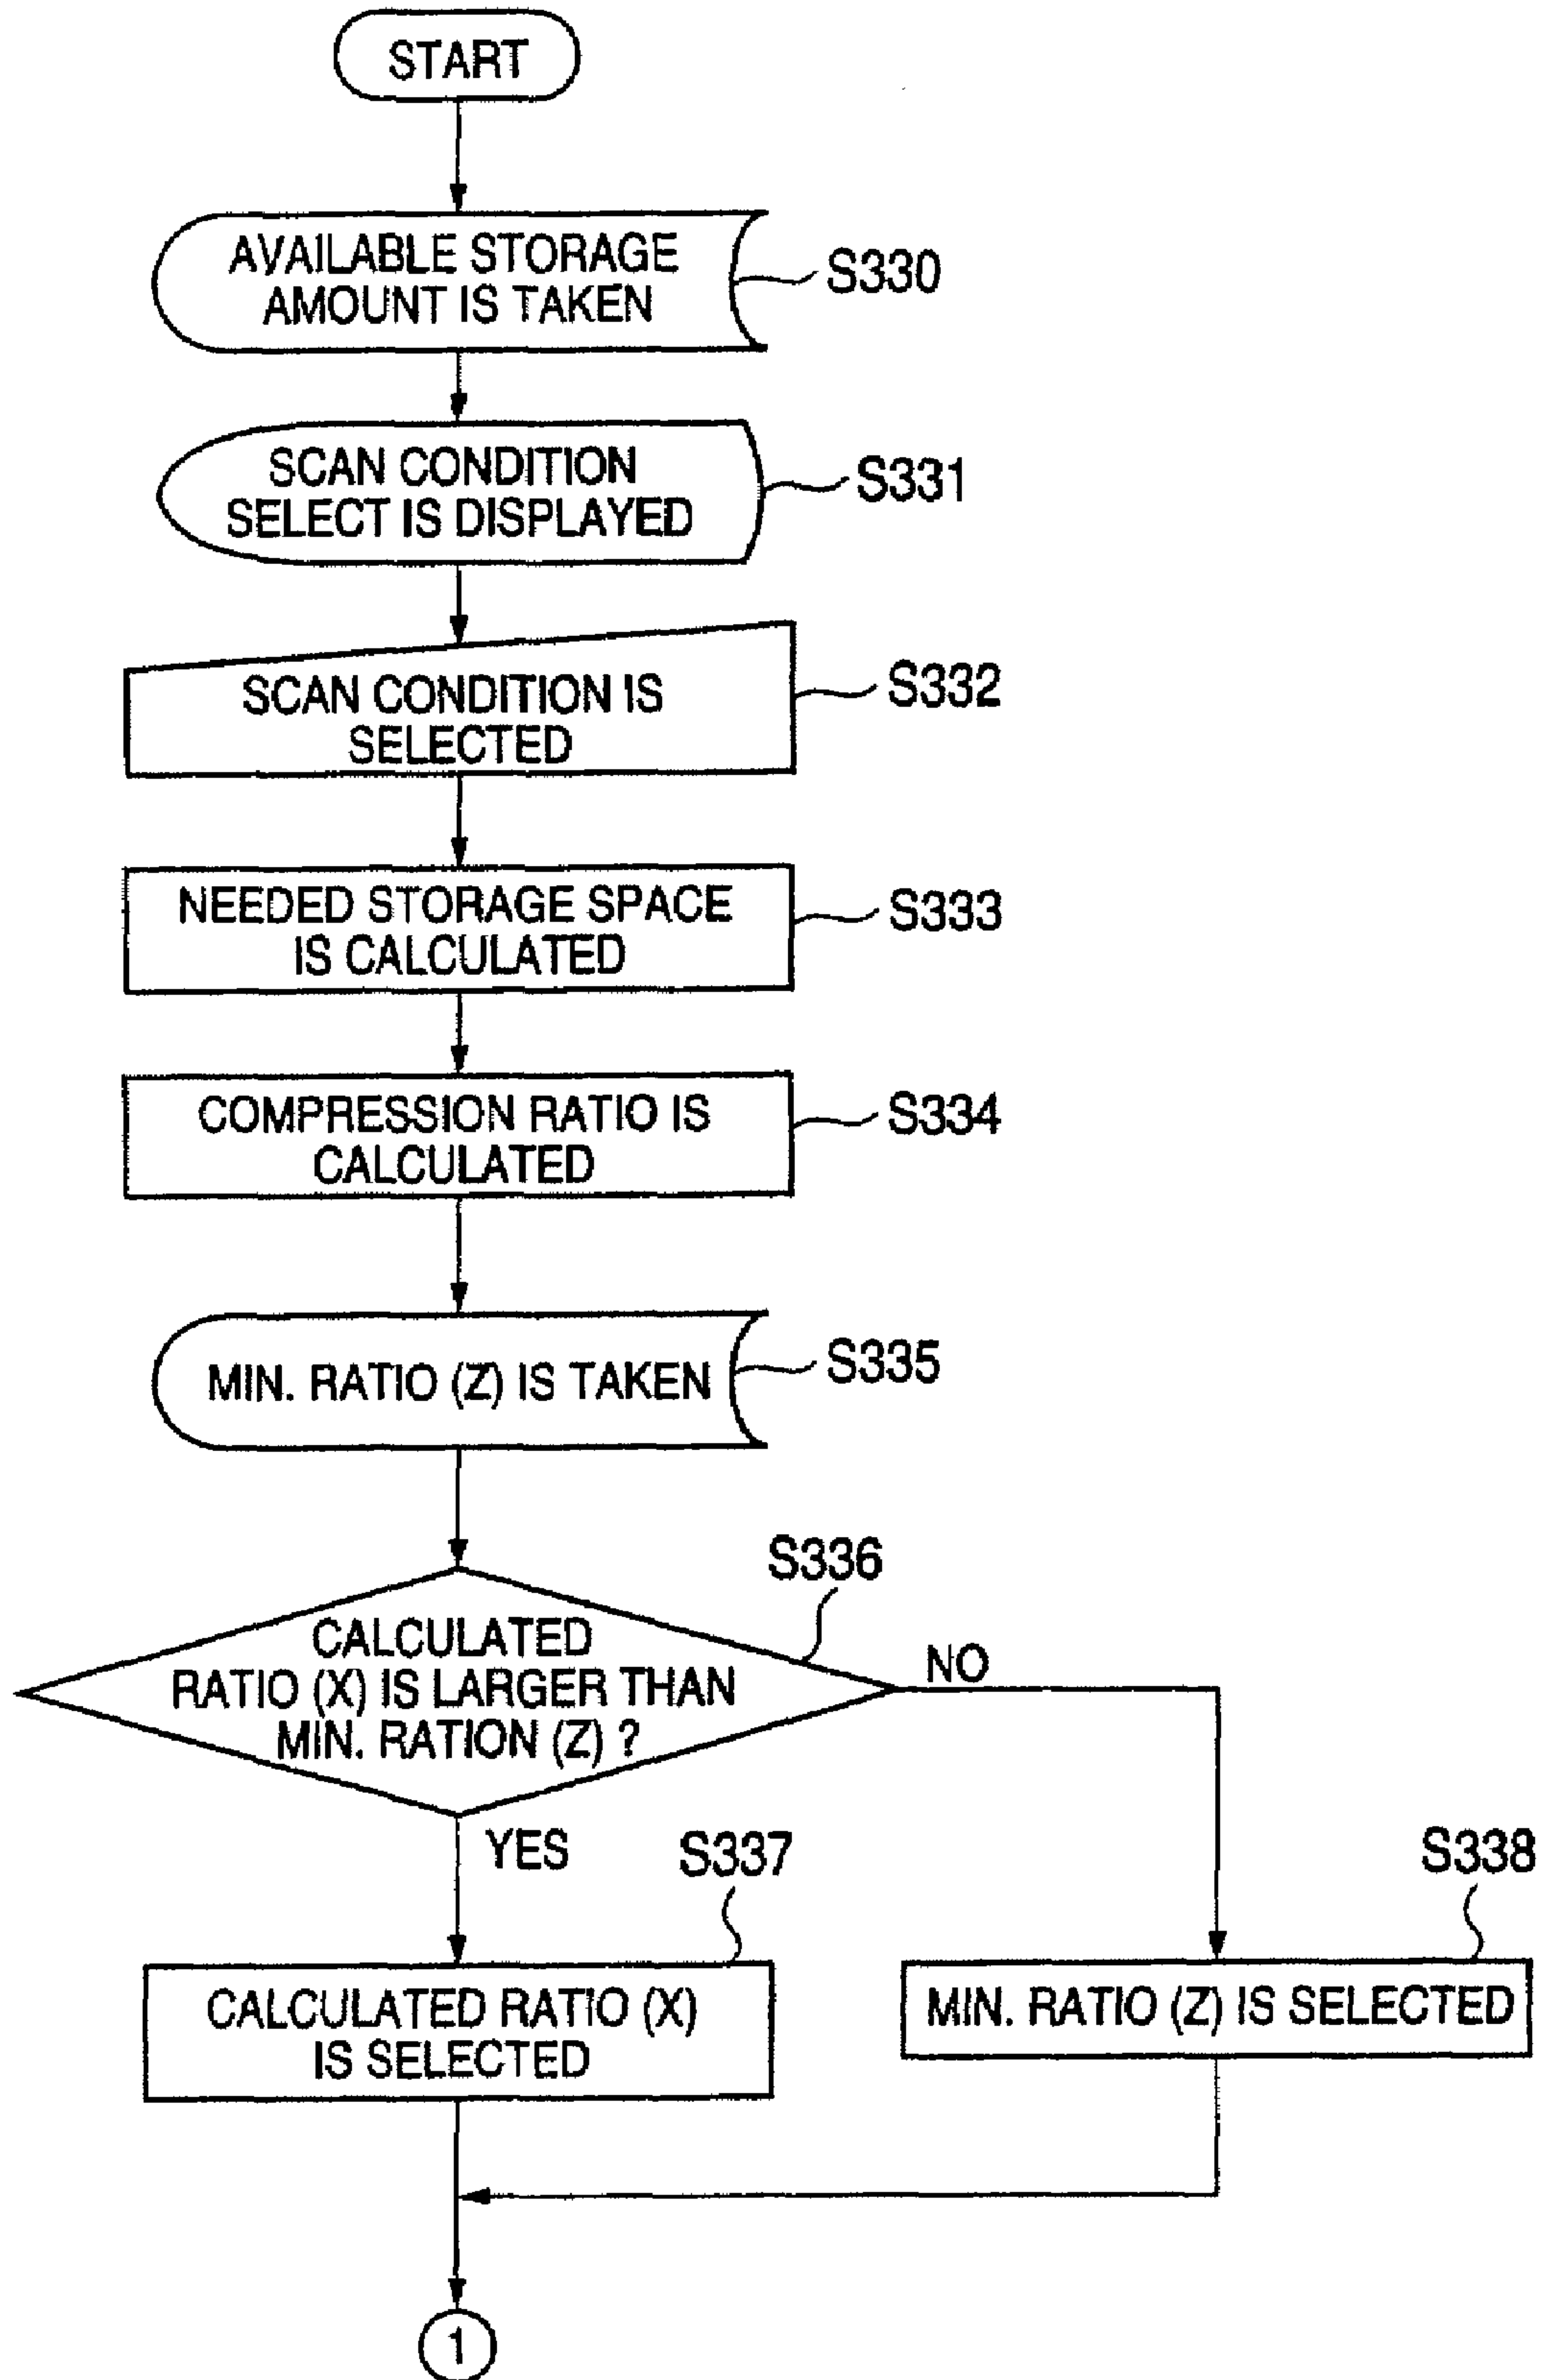 START
AVAILABLE STORAGE
AMOUNT IS TAKEN
S330
SCAN CONDITION
SELECT IS DISPLAYED
S331
SCAN CONDITION IS
SELECTED
S332
NEEDED STORAGE SPACE
IS CALCULATED
S333
COMPRESSION RATIO IS
CALCULATED
S334
MIN. RATIO (Z) IS TAKEN
S335
S336
CALCULATED
RATIO (X) IS LARGER THAN
MIN. RATION (Z) ?
NO
YES
S337
CALCULATED RATIO (X)
IS SELECTED
S338
MIN. RATIO (Z) IS SELECTED
1